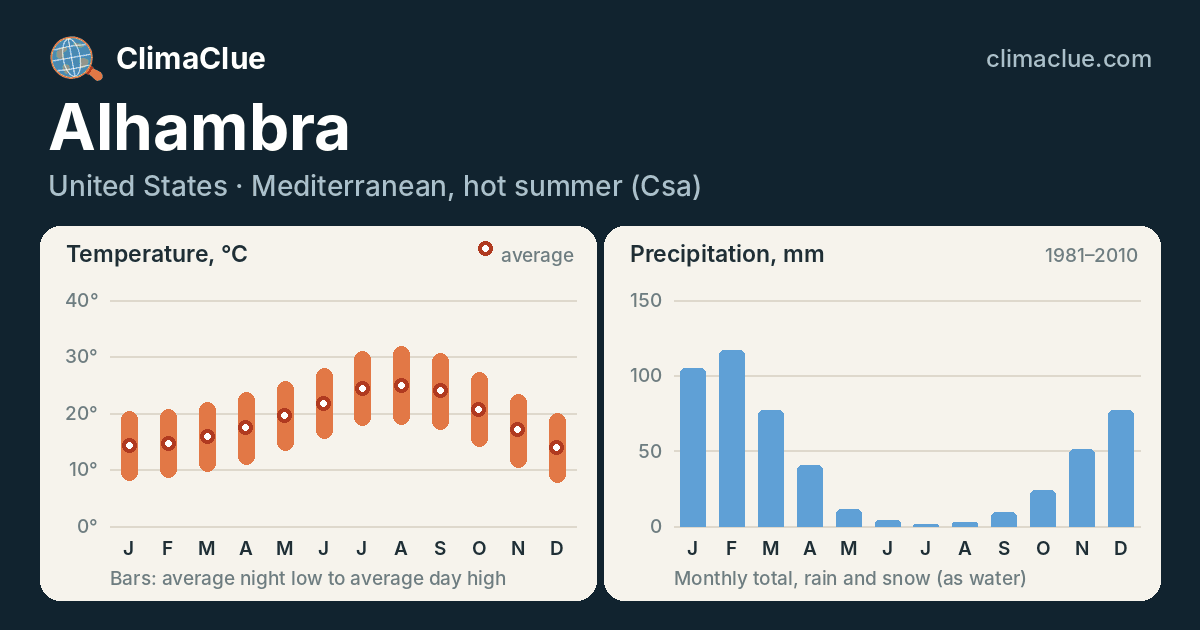 ClimaClue
climaclue.com
Alhambra
United States · Mediterranean, hot summer (Csa)
Temperature, °C
average
40°
30°
20°
10°
0°
J F M A M J J A S O N D
Bars: average night low to average day high
Precipitation, mm
1981–2010
150
100
50
0
J F M A M J J A S O N D
Monthly total, rain and snow (as water)